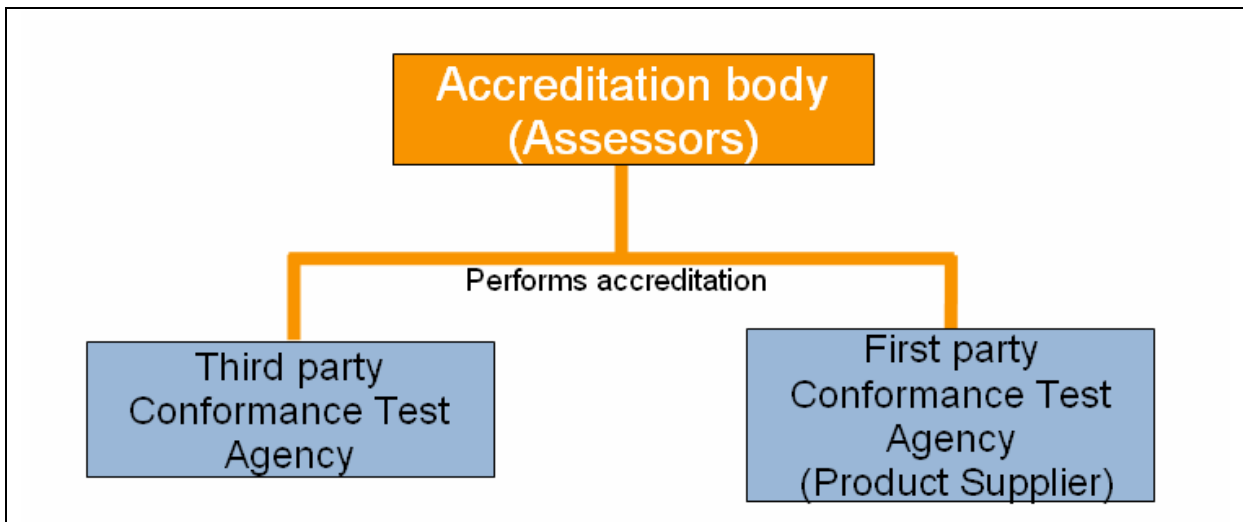 Accreditation body
(Assessors)
Performs accreditation
Third party
Conformance Test
Agency
First party
Conformance Test
Agency
(Product Supplier)